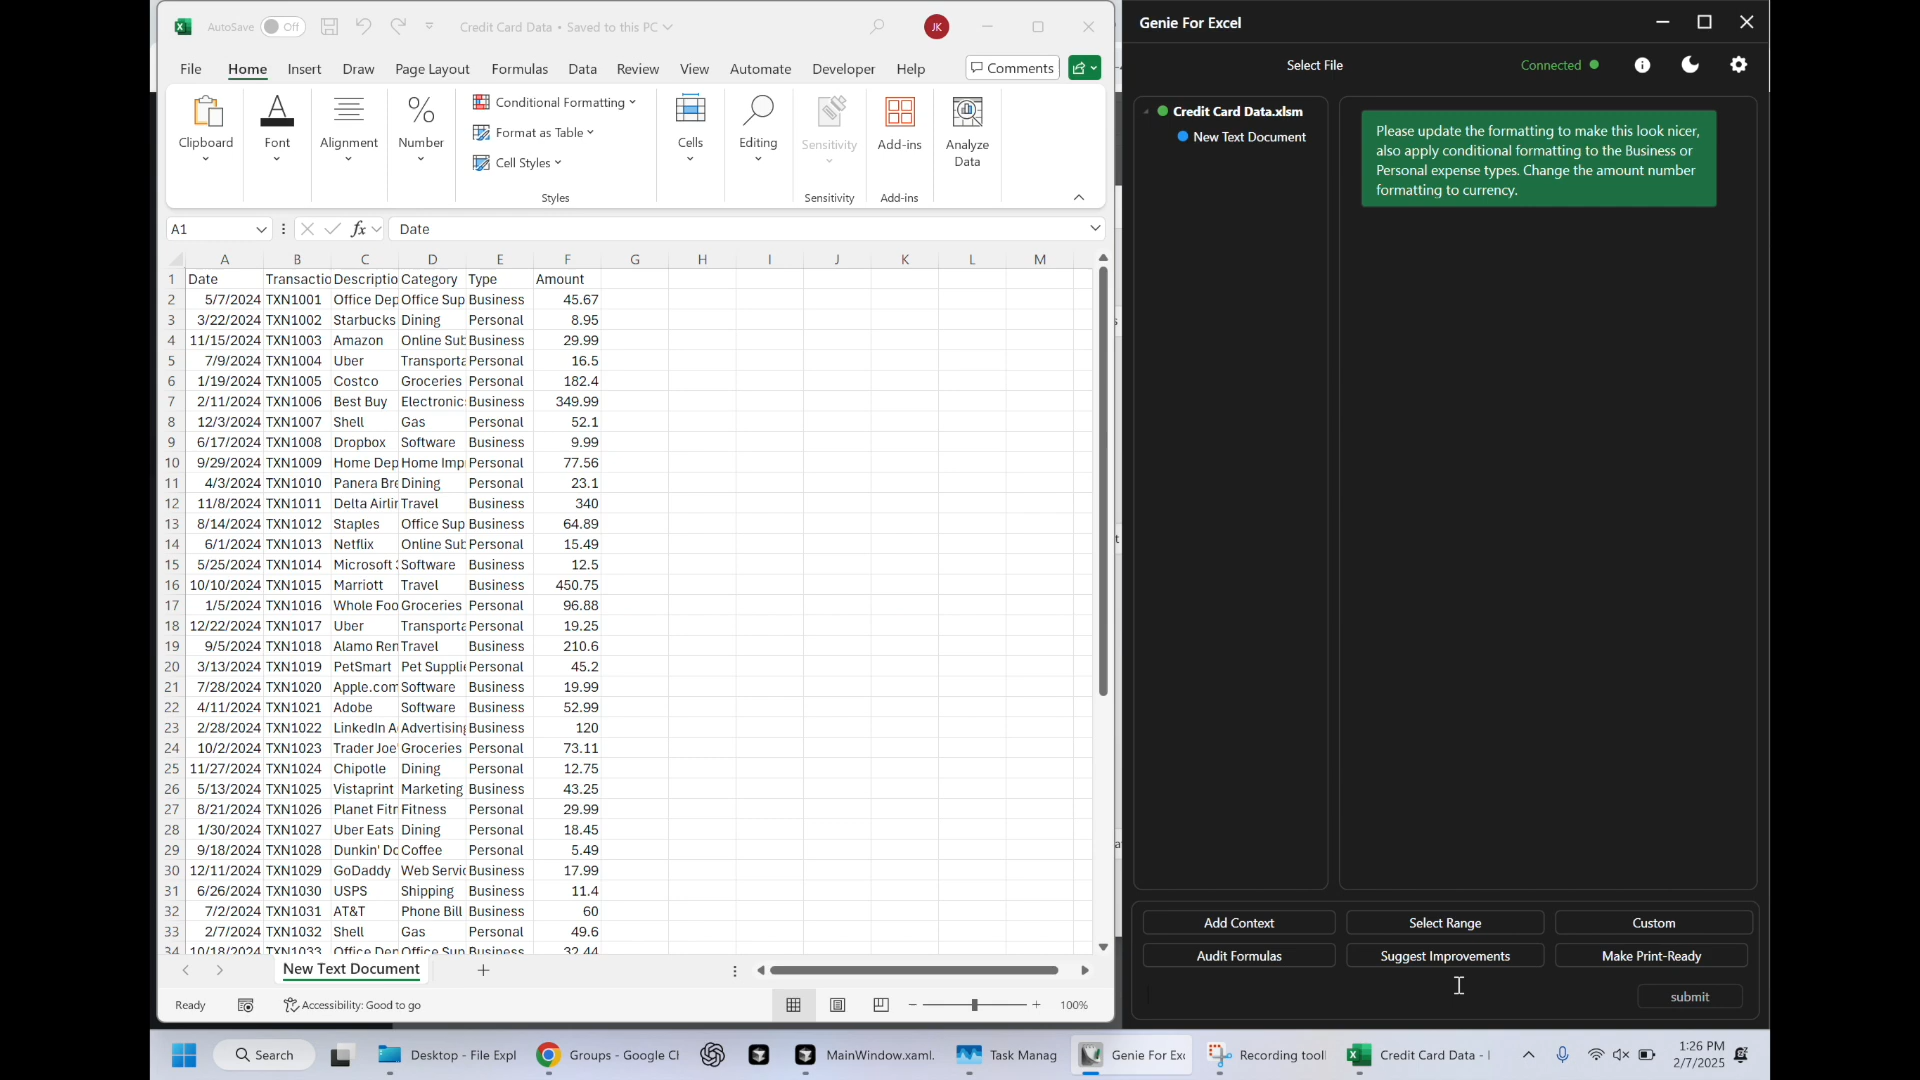 AutoSave Off
Credit Card Data • Saved to this PC
JK
File Home Insert Draw Page Layout Formulas Data Review View Automate Developer Help Comments
Clipboard Font Alignment Number
Conditional Formatting
Format as Table
Cell Styles
Styles
Cells Editing
Sensitivity
Sensitivity
Add-ins
Add-ins
Analyze
Data
A1 fx Date
A B C D E F G H I J K L M
1 Date Transactio Descriptio Category Type Amount
2 5/7/2024 TXN1001 Office Dep Office Sup Business 45.67
3 3/22/2024 TXN1002 Starbucks Dining Personal 8.95
4 11/15/2024 TXN1003 Amazon Online Sub Business 29.99
5 7/9/2024 TXN1004 Uber Transporta Personal 16.5
6 1/19/2024 TXN1005 Costco Groceries Personal 182.4
7 2/11/2024 TXN1006 Best Buy Electronic Business 349.99
8 12/3/2024 TXN1007 Shell Gas Personal 52.1
9 6/17/2024 TXN1008 Dropbox Software Business 9.99
10 9/29/2024 TXN1009 Home Dep Home Imp Personal 77.56
11 4/3/2024 TXN1010 Panera Bre Dining Personal 23.1
12 11/8/2024 TXN1011 Delta Airlir Travel Business 340
13 8/14/2024 TXN1012 Staples Office Sup Business 64.89
14 6/1/2024 TXN1013 Netflix Online Sub Personal 15.49
15 5/25/2024 TXN1014 Microsoft Software Business 12.5
16 10/10/2024 TXN1015 Marriott Travel Business 450.75
17 1/5/2024 TXN1016 Whole Foo Groceries Personal 96.88
18 12/22/2024 TXN1017 Uber Transporta Personal 19.25
19 9/5/2024 TXN1018 Alamo Ren Travel Business 210.6
20 3/13/2024 TXN1019 PetSmart Pet Supplie Personal 45.2
21 7/28/2024 TXN1020 Apple.com Software Business 19.99
22 4/11/2024 TXN1021 Adobe Software Business 52.99
23 2/28/2024 TXN1022 LinkedIn A Advertising Business 120
24 10/2/2024 TXN1023 Trader Joe' Groceries Personal 73.11
25 11/27/2024 TXN1024 Chipotle Dining Personal 12.75
26 5/13/2024 TXN1025 Vistaprint Marketing Business 43.25
27 8/21/2024 TXN1026 Planet Fitr Fitness Personal 29.99
28 1/30/2024 TXN1027 Uber Eats Dining Personal 18.45
29 9/18/2024 TXN1028 Dunkin' Do Coffee Personal 5.49
30 12/11/2024 TXN1029 GoDaddy Web Servic Business 17.99
31 6/26/2024 TXN1030 USPS Shipping Business 11.4
32 7/2/2024 TXN1031 AT&T Phone Bill Business 60
33 2/7/2024 TXN1032 Shell Gas Personal 49.6
34 10/18/2024 TXN1033 Office Dep Office Sup Business 32.44
New Text Document
Ready Accessibility: Good to go 100%
Genie For Excel
Select File Connected
Credit Card Data.xlsm
New Text Document
Please update the formatting to make this look nicer,
also apply conditional formatting to the Business or
Personal expense types. Change the amount number
formatting to currency.
Add Context Select Range Custom
Audit Formulas Suggest Improvements Make Print-Ready
submit
Search Desktop - File Expl Groups - Google Ch MainWindow.xaml. Task Manag Genie For Exc Recording tool Credit Card Data -
1:26 PM
2/7/2025